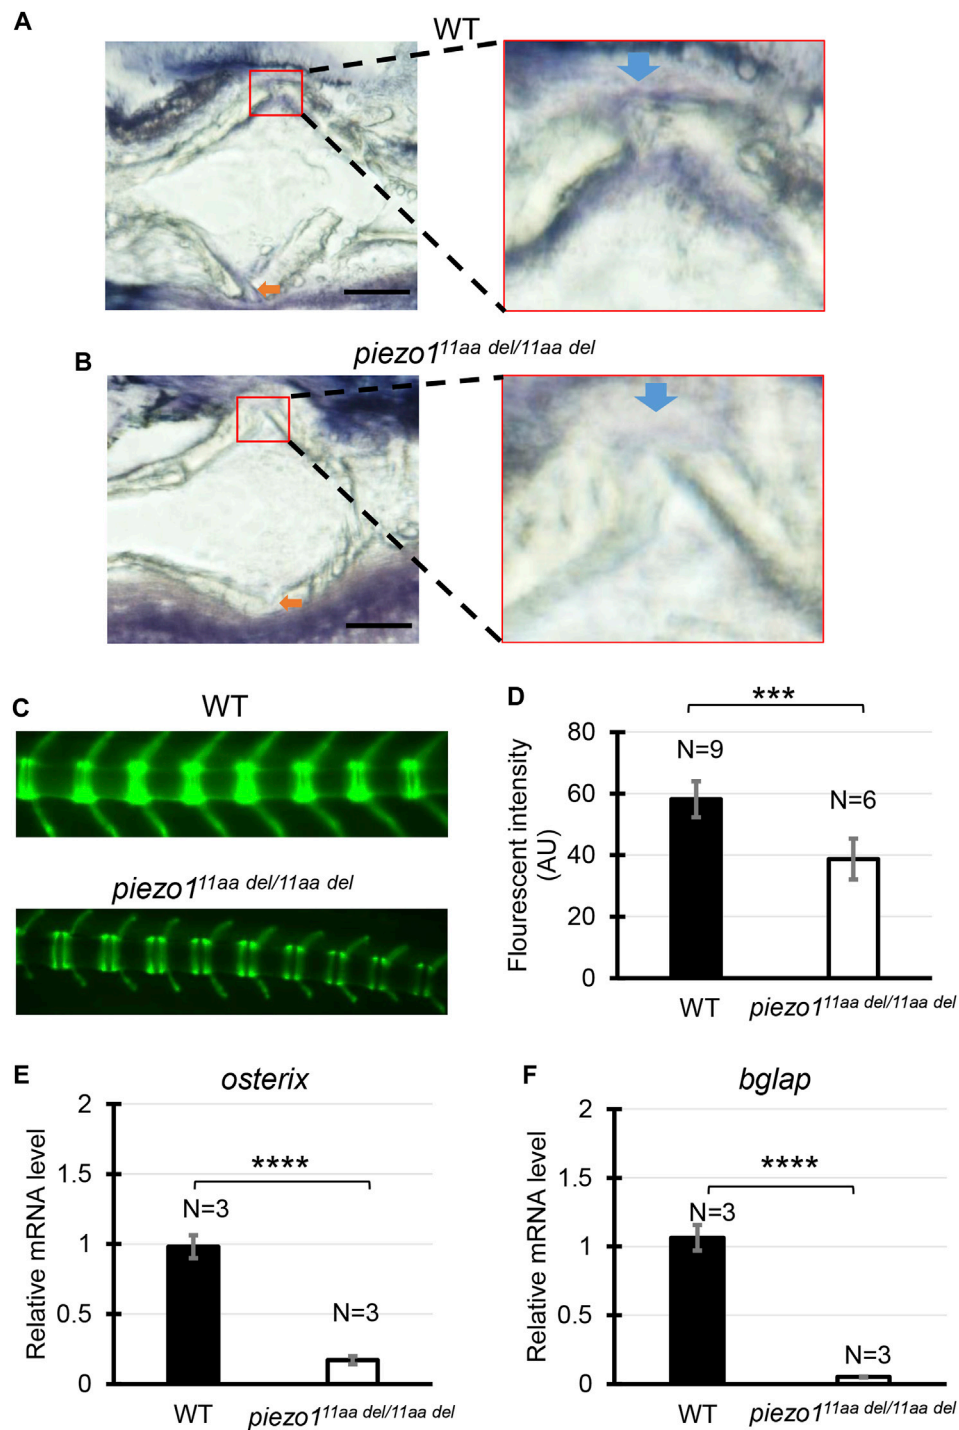 A
WT
B
piezo1 11aa del/11aa del
C
WT
piezo1 11aa del/11aa del
D
***
80
60
40
20
0
Flourescent intensity
(AU)
N=9
N=6
WT
piezo1 11aa del/11aa del
E
osterix
2
1.5
1
0.5
0
Relative mRNA level
****
N=3
N=3
WT
piezo1 11aa del/11aa del
F
bglap
2
1.5
1
0.5
0
Relative mRNA level
****
N=3
N=3
WT
piezo1 11aa del/11aa del